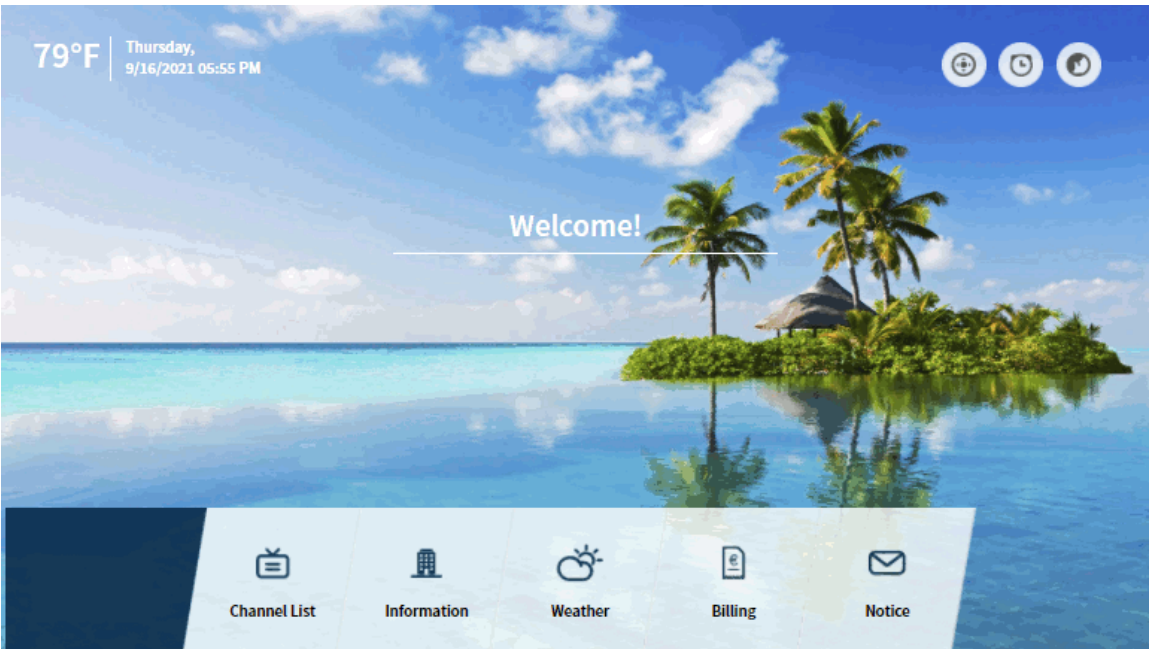 79°F
Thursday,
9/16/2021 05:55 PM
Welcome!
Channel List
Information
Weather
Billing
Notice